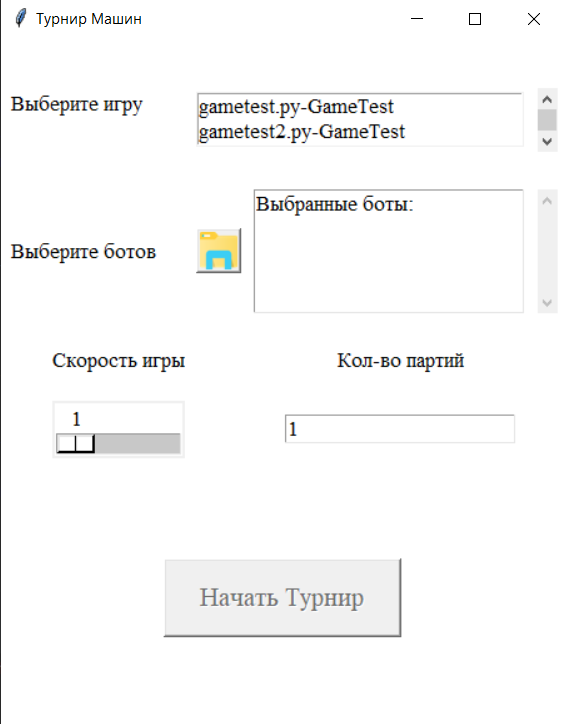 Турнир Машин
Выберите игру
gametest.py-GameTest
gametest2.py-GameTest
Выберите ботов
Выбранные боты:
Скорость игры
Кол-во партий
1
1
Начать Турнир